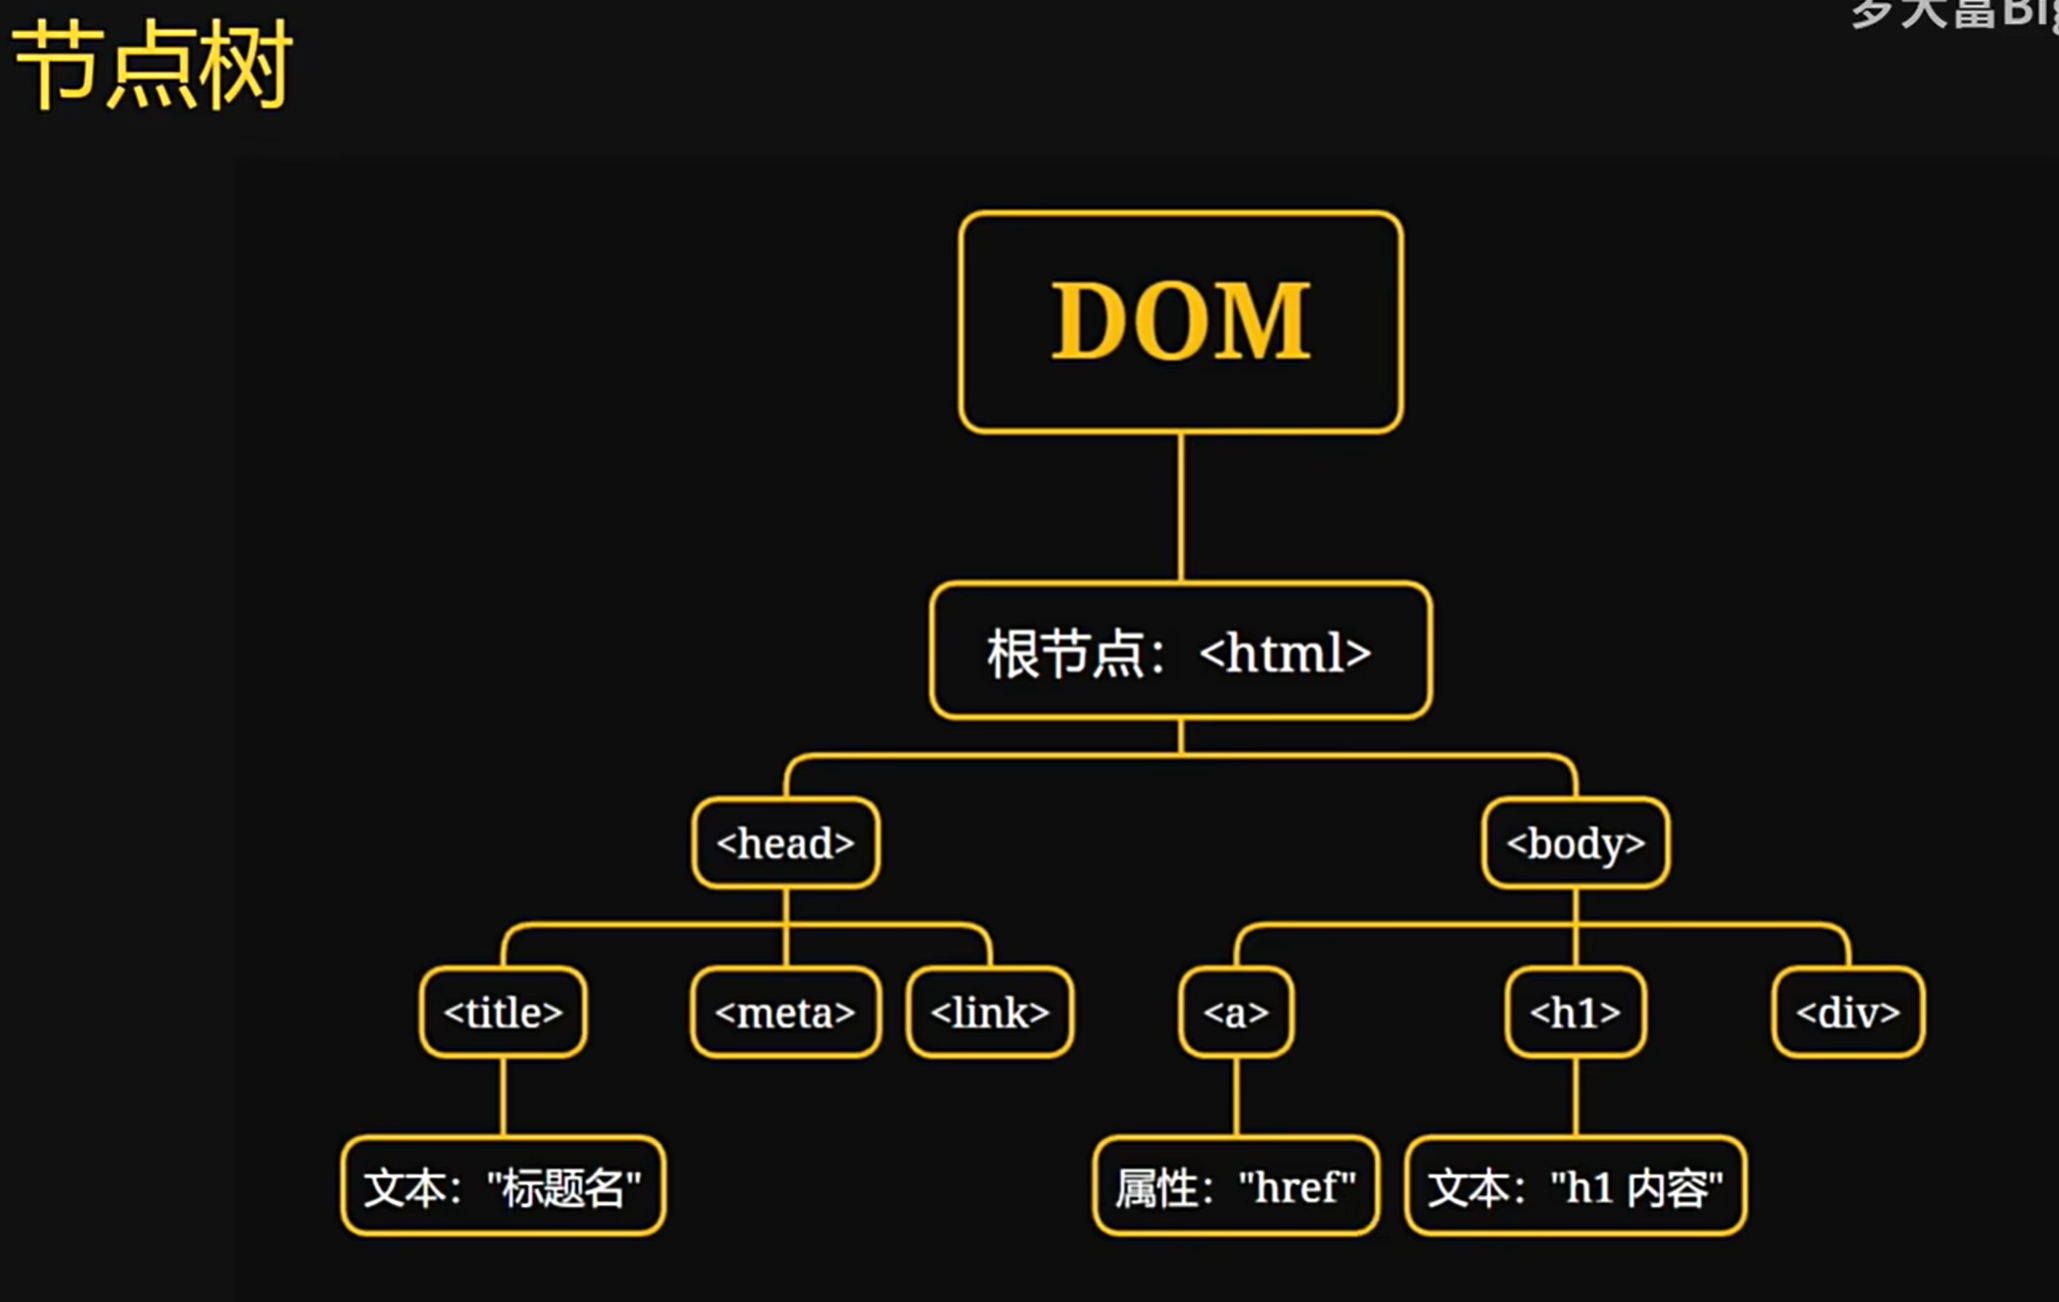 节点树
DOM
根节点：<html>
<head>
<body>
<title>
<meta>
<link>
<a>
<h1>
<div>
文本："标题名"
属性："href"
文本："h1 内容"